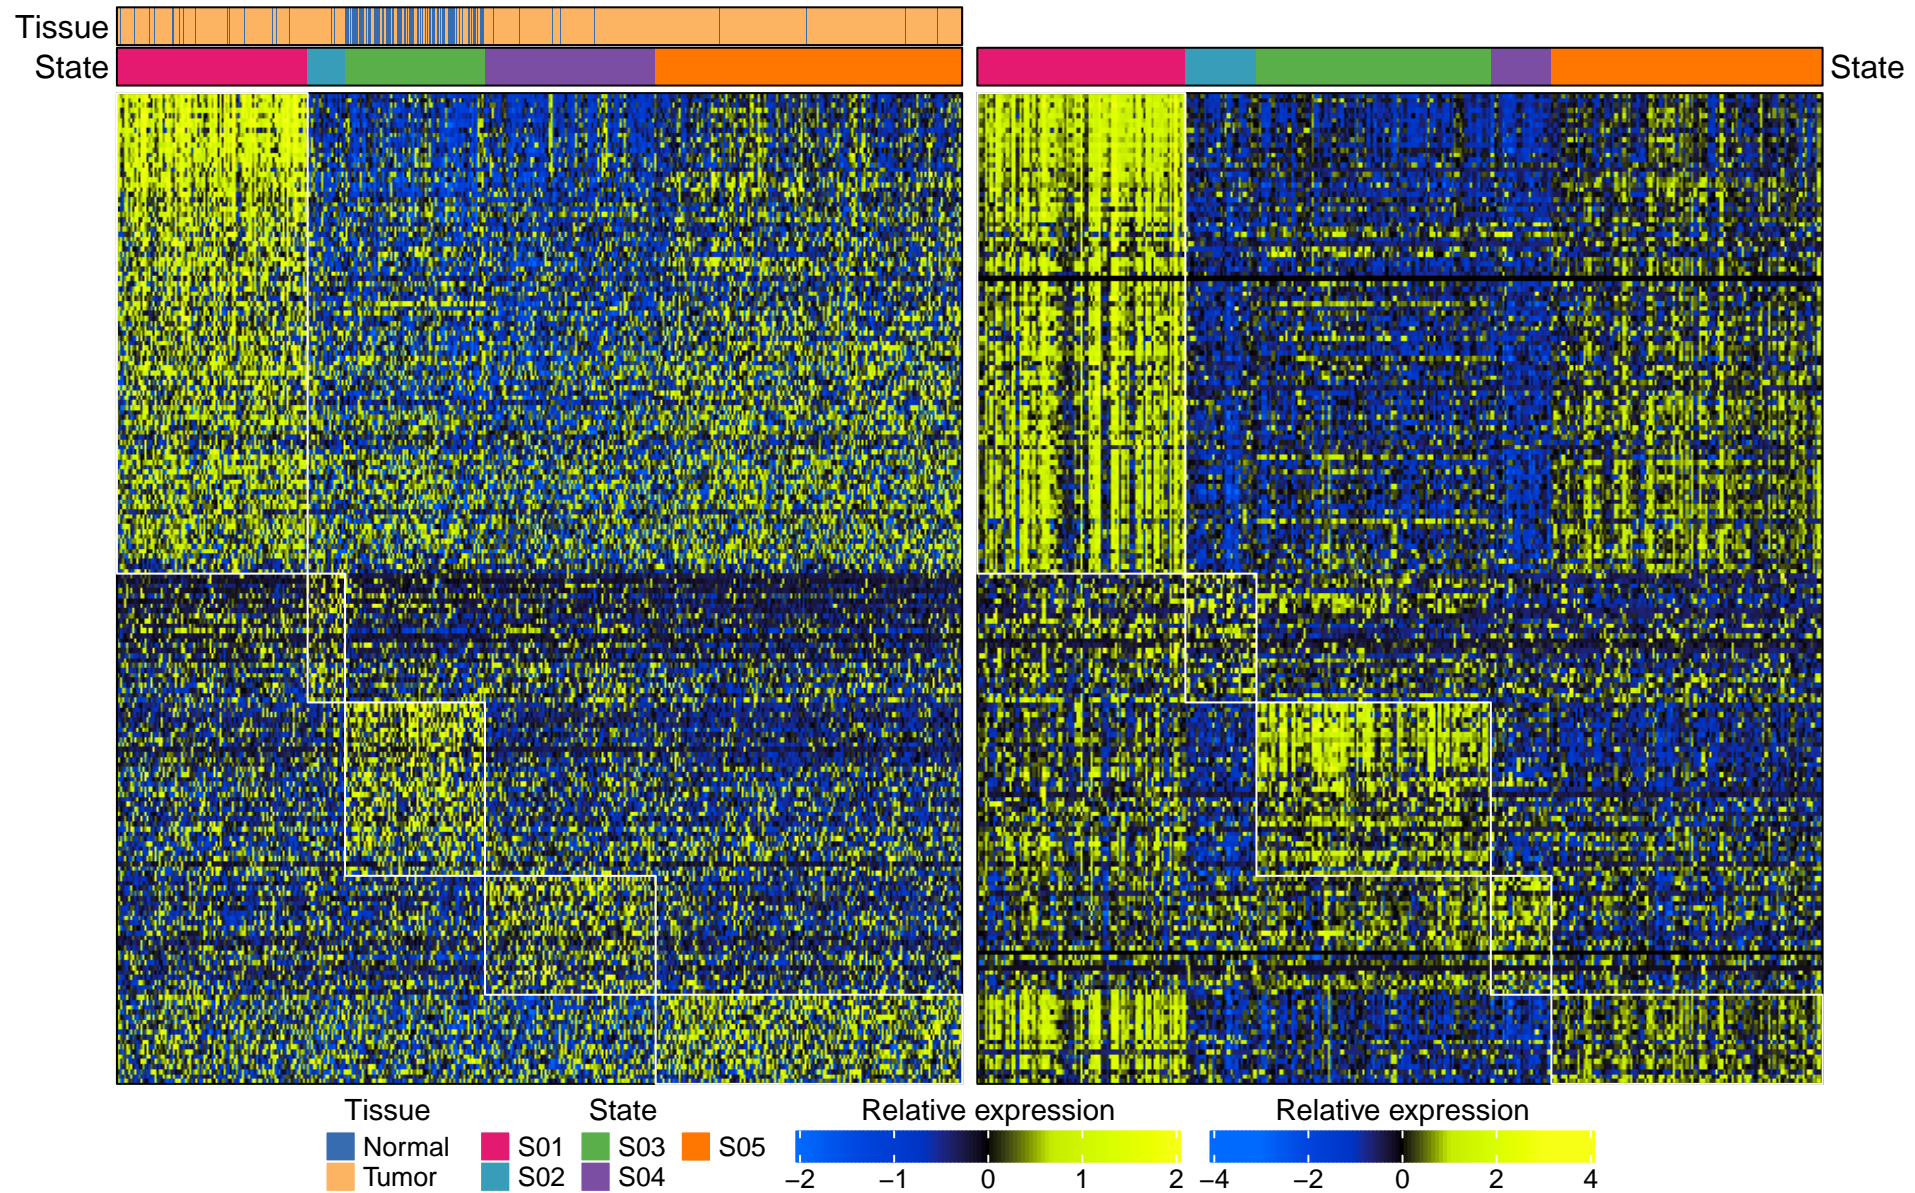 Tissue
State
State
Tissue
Normal
Tumor
State
S01
S03
S05
S02
S04
Relative expression
−2 −1 0 1 2
Relative expression
−4 −2 0 2 4